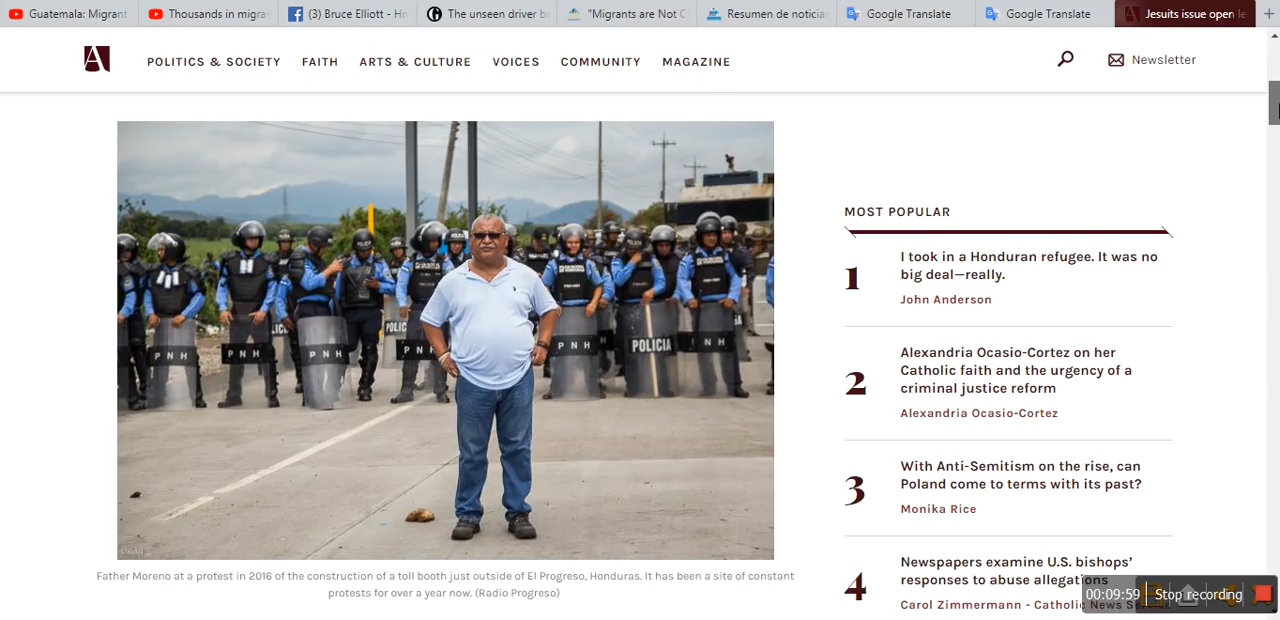 Guatemala: Migrant
Thousands in migra
(3) Bruce Elliott - Hn
The unseen driver b
"Migrants are Not C
Resumen de noticias
Google Translate
Google Translate
Jesuits issue open le
A
POLITICS & SOCIETY
FAITH
ARTS & CULTURE
VOICES
COMMUNITY
MAGAZINE
Newsletter
POLICIA
P N H
P N H
P N H
POLIC
P N H
P N H
POLICIA
N H
Father Moreno at a protest in 2016 of the construction of a toll booth just outside of El Progreso, Honduras. It has been a site of constant
protests for over a year now. (Radio Progreso)
MOST POPULAR
1
I took in a Honduran refugee. It was no
big deal—really.
John Anderson
2
Alexandria Ocasio-Cortez on her
Catholic faith and the urgency of a
criminal justice reform
Alexandria Ocasio-Cortez
3
With Anti-Semitism on the rise, can
Poland come to terms with its past?
Monika Rice
4
Newspapers examine U.S. bishops’
responses to abuse allegations
Carol Zimmermann - Catholic News Se
00:09:59
Stop recording